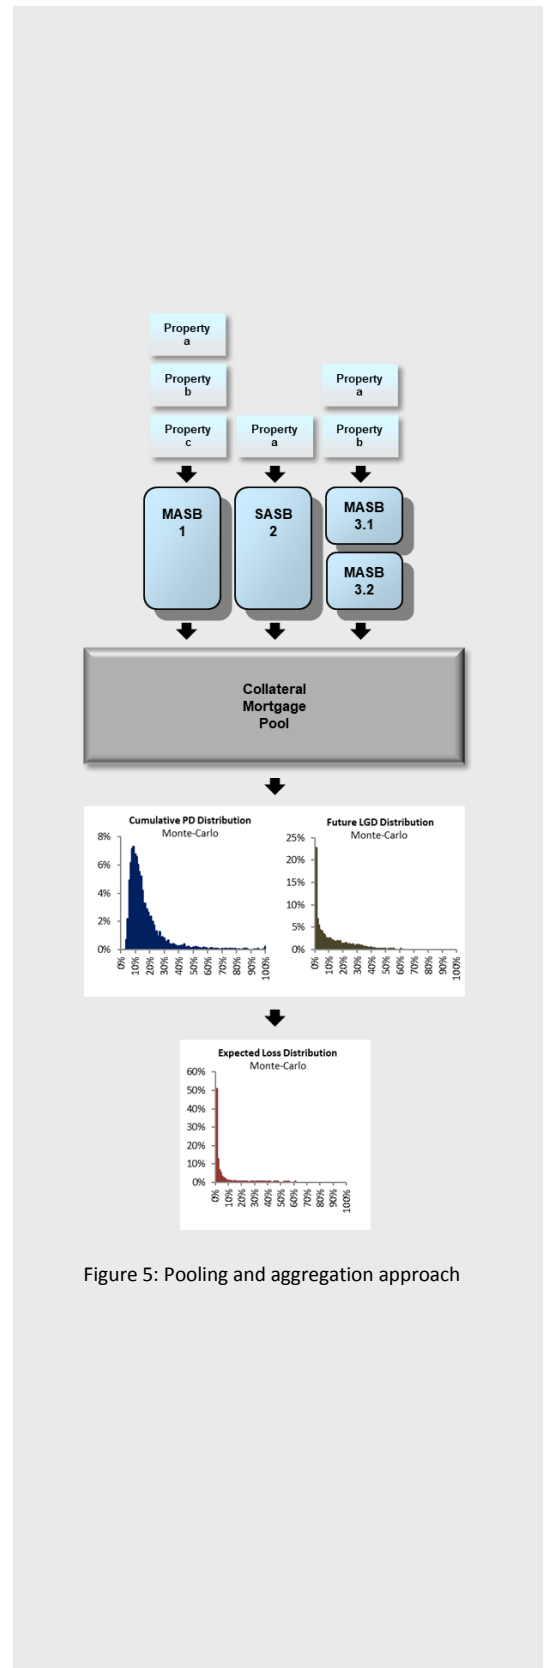 Property
a
Property
b
Property
a
Property
c
Property
a
Property
b
MASB
1
SASB
2
MASB
3.1
MASB
3.2
Collateral
Mortgage
Pool
Cumulative PD Distribution
Monte-Carlo
8%
6%
4%
2%
0%
0%
10%
20%
30%
40%
50%
60%
70%
80%
90%
100%
Future LGD Distribution
Monte-Carlo
25%
20%
15%
10%
5%
0%
0%
10%
20%
30%
40%
50%
60%
70%
80%
90%
100%
Expected Loss Distribution
Monte-Carlo
60%
50%
40%
30%
20%
10%
0%
0%
10%
20%
30%
40%
50%
60%
70%
80%
90%
100%
Figure 5: Pooling and aggregation approach